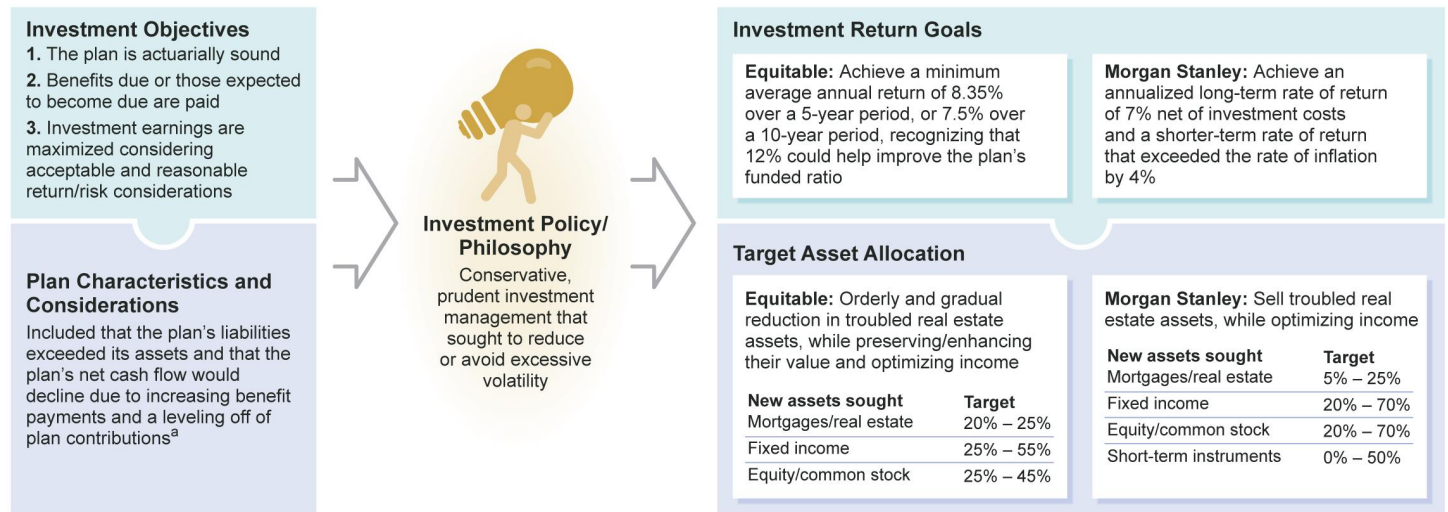 Investment Objectives
1. The plan is actuarially sound
2. Benefits due or those expected
to become due are paid
3. Investment earnings are
maximized considering
acceptable and reasonable
return/risk considerations
Plan Characteristics and
Considerations
Included that the plan’s liabilities
exceeded its assets and that the
plan’s net cash flow would
decline due to increasing benefit
payments and a leveling off of
plan contributionsa
Investment Policy/
Philosophy
Conservative,
prudent investment
management that
sought to reduce
or avoid excessive
volatility
Investment Return Goals
Equitable: Achieve a minimum
average annual return of 8.35%
over a 5-year period, or 7.5% over
a 10-year period, recognizing that
12% could help improve the plan’s
funded ratio
Morgan Stanley: Achieve an
annualized long-term rate of return
of 7% net of investment costs
and a shorter-term rate of return
that exceeded the rate of inflation
by 4%
Target Asset Allocation
Equitable: Orderly and gradual
reduction in troubled real estate
assets, while preserving/enhancing
their value and optimizing income
New assets sought Target
Mortgages/real estate 20% – 25%
Fixed income 25% – 55%
Equity/common stock 25% – 45%
Morgan Stanley: Sell troubled real
estate assets, while optimizing income
New assets sought Target
Mortgages/real estate 5% – 25%
Fixed income 20% – 70%
Equity/common stock 20% – 70%
Short-term instruments 0% – 50%